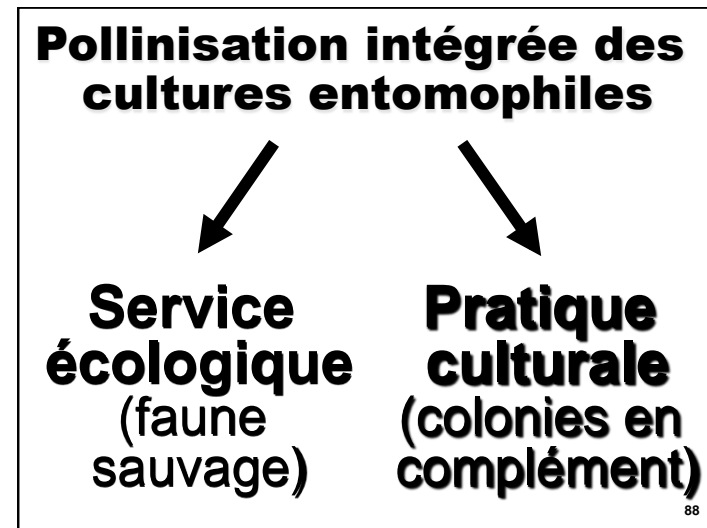 Pollinisation intégrée des
cultures entomophiles
Service
écologique
(faune
sauvage)
Pratique
culturale
(colonies en
complément)
88